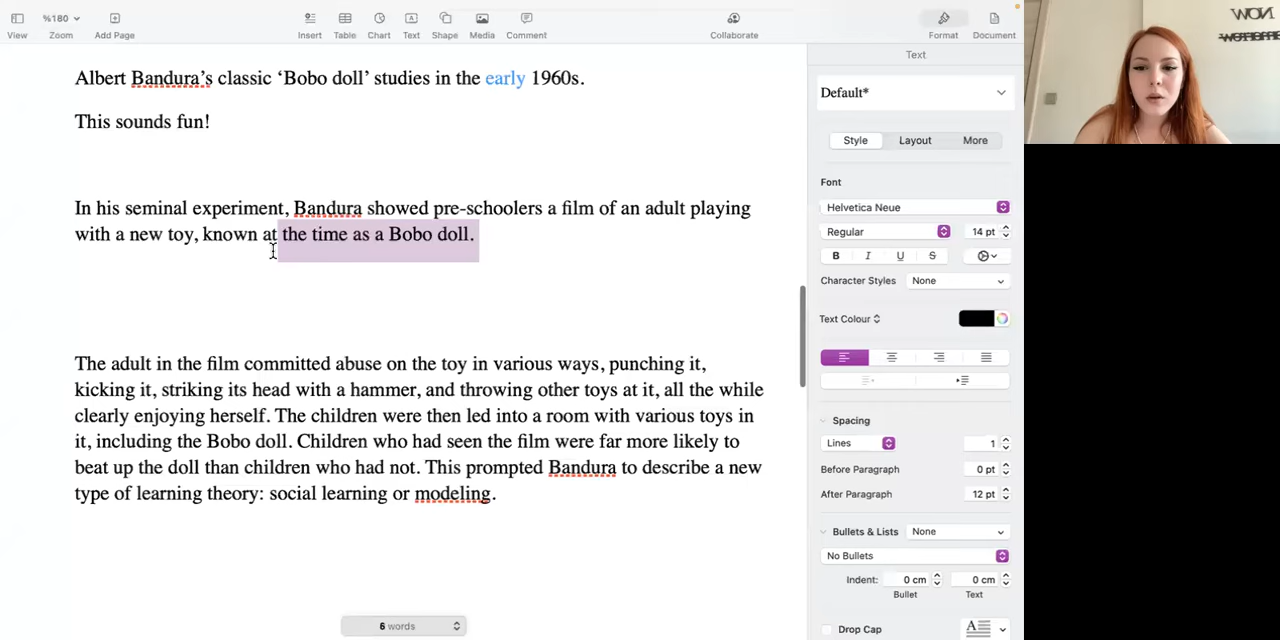 %180
View
Zoom
Add Page
Insert
Table
Chart
Text
Shape
Media
Comment
Collaborate
Format
Document
Albert Bandura’s classic ‘Bobo doll’ studies in the early 1960s.
This sounds fun!
In his seminal experiment, Bandura showed pre-schoolers a film of an adult playing
with a new toy, known at the time as a Bobo doll.
The adult in the film committed abuse on the toy in various ways, punching it,
kicking it, striking its head with a hammer, and throwing other toys at it, all the while
clearly enjoying herself. The children were then led into a room with various toys in
it, including the Bobo doll. Children who had seen the film were far more likely to
beat up the doll than children who had not. This prompted Bandura to describe a new
type of learning theory: social learning or modeling.
6 words
Text
Default*
Style
Layout
More
Font
Helvetica Neue
Regular
14 pt
B I U S
Character Styles
None
Text Colour
Spacing
Lines
1
Before Paragraph
0 pt
After Paragraph
12 pt
Bullets & Lists
None
No Bullets
Indent:
0 cm
0 cm
Bullet
Text
Drop Cap
A